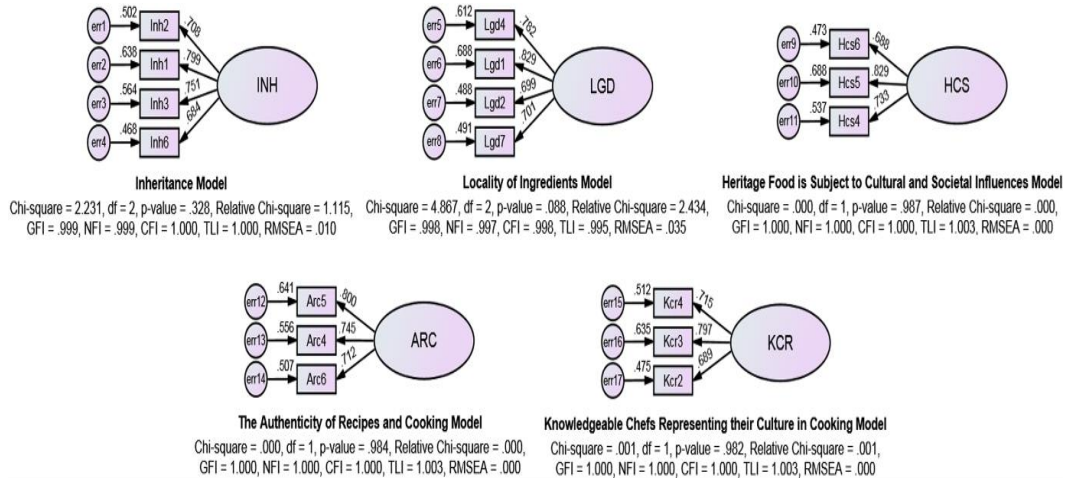 err1 .502 Inh2 .708
err2 .638 Inh1 .799
err3 .564 Inh3 .751
err4 .468 Inh6 .684
INH
Inheritance Model
Chi-square = 2.231, df = 2, p-value = .328, Relative Chi-square = 1.115,
GFI = .999, NFI = .999, CFI = 1.000, TLI = 1.000, RMSEA = .010
err5 .612 Lgd4 .782
err6 .688 Lgd1 .829
err7 .488 Lgd2 .699
err8 .491 Lgd7 .701
LGD
Locality of Ingredients Model
Chi-square = 4.867, df = 2, p-value = .088, Relative Chi-square = 2.434,
GFI = .998, NFI = .997, CFI = .998, TLI = .995, RMSEA = .035
err9 .473 Hcs6 .688
err10 .688 Hcs5 .829
err11 .537 Hcs4 .733
HCS
Heritage Food is Subject to Cultural and Societal Influences Model
Chi-square = .000, df = 1, p-value = .987, Relative Chi-square = .000,
GFI = 1.000, NFI = 1.000, CFI = 1.000, TLI = 1.003, RMSEA = .000
err12 .641 Arc5 .800
err13 .556 Arc4 .745
err14 .507 Arc6 .712
ARC
The Authenticity of Recipes and Cooking Model
Chi-square = .000, df = 1, p-value = .984, Relative Chi-square = .000,
GFI = 1.000, NFI = 1.000, CFI = 1.000, TLI = 1.003, RMSEA = .000
err15 .512 Kcr4 .715
err16 .635 Kcr3 .797
err17 .475 Kcr2 .689
KCR
Knowledgeable Chefs Representing their Culture in Cooking Model
Chi-square = .001, df = 1, p-value = .982, Relative Chi-square = .001,
GFI = 1.000, NFI = 1.000, CFI = 1.000, TLI = 1.003, RMSEA = .000